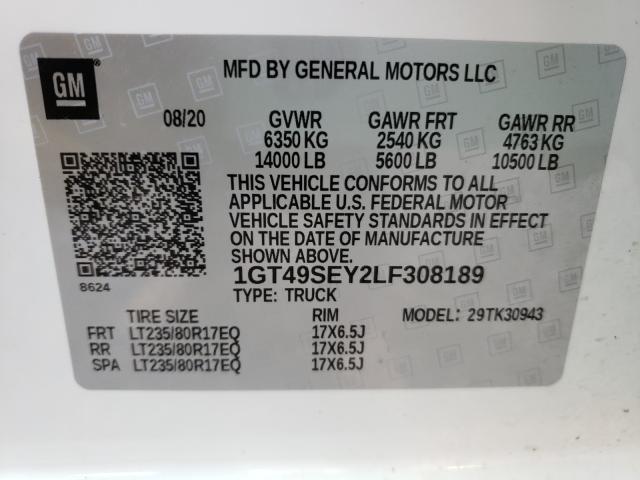 GM
MFD BY GENERAL MOTORS LLC
08/20 GVWR GAWR FRT GAWR RR
6350 KG 2540 KG 4763 KG
14000 LB 5600 LB 10500 LB
THIS VEHICLE CONFORMS TO ALL
APPLICABLE U.S. FEDERAL MOTOR
VEHICLE SAFETY STANDARDS IN EFFECT
ON THE DATE OF MANUFACTURE
SHOWN ABOVE.
8624
1GT49SEY2LF308189
TYPE: TRUCK
TIRE SIZE RIM MODEL: 29TK30943
FRT LT235/80R17EQ 17X6.5J
RR LT235/80R17EQ 17X6.5J
SPA LT235/80R17EQ 17X6.5J